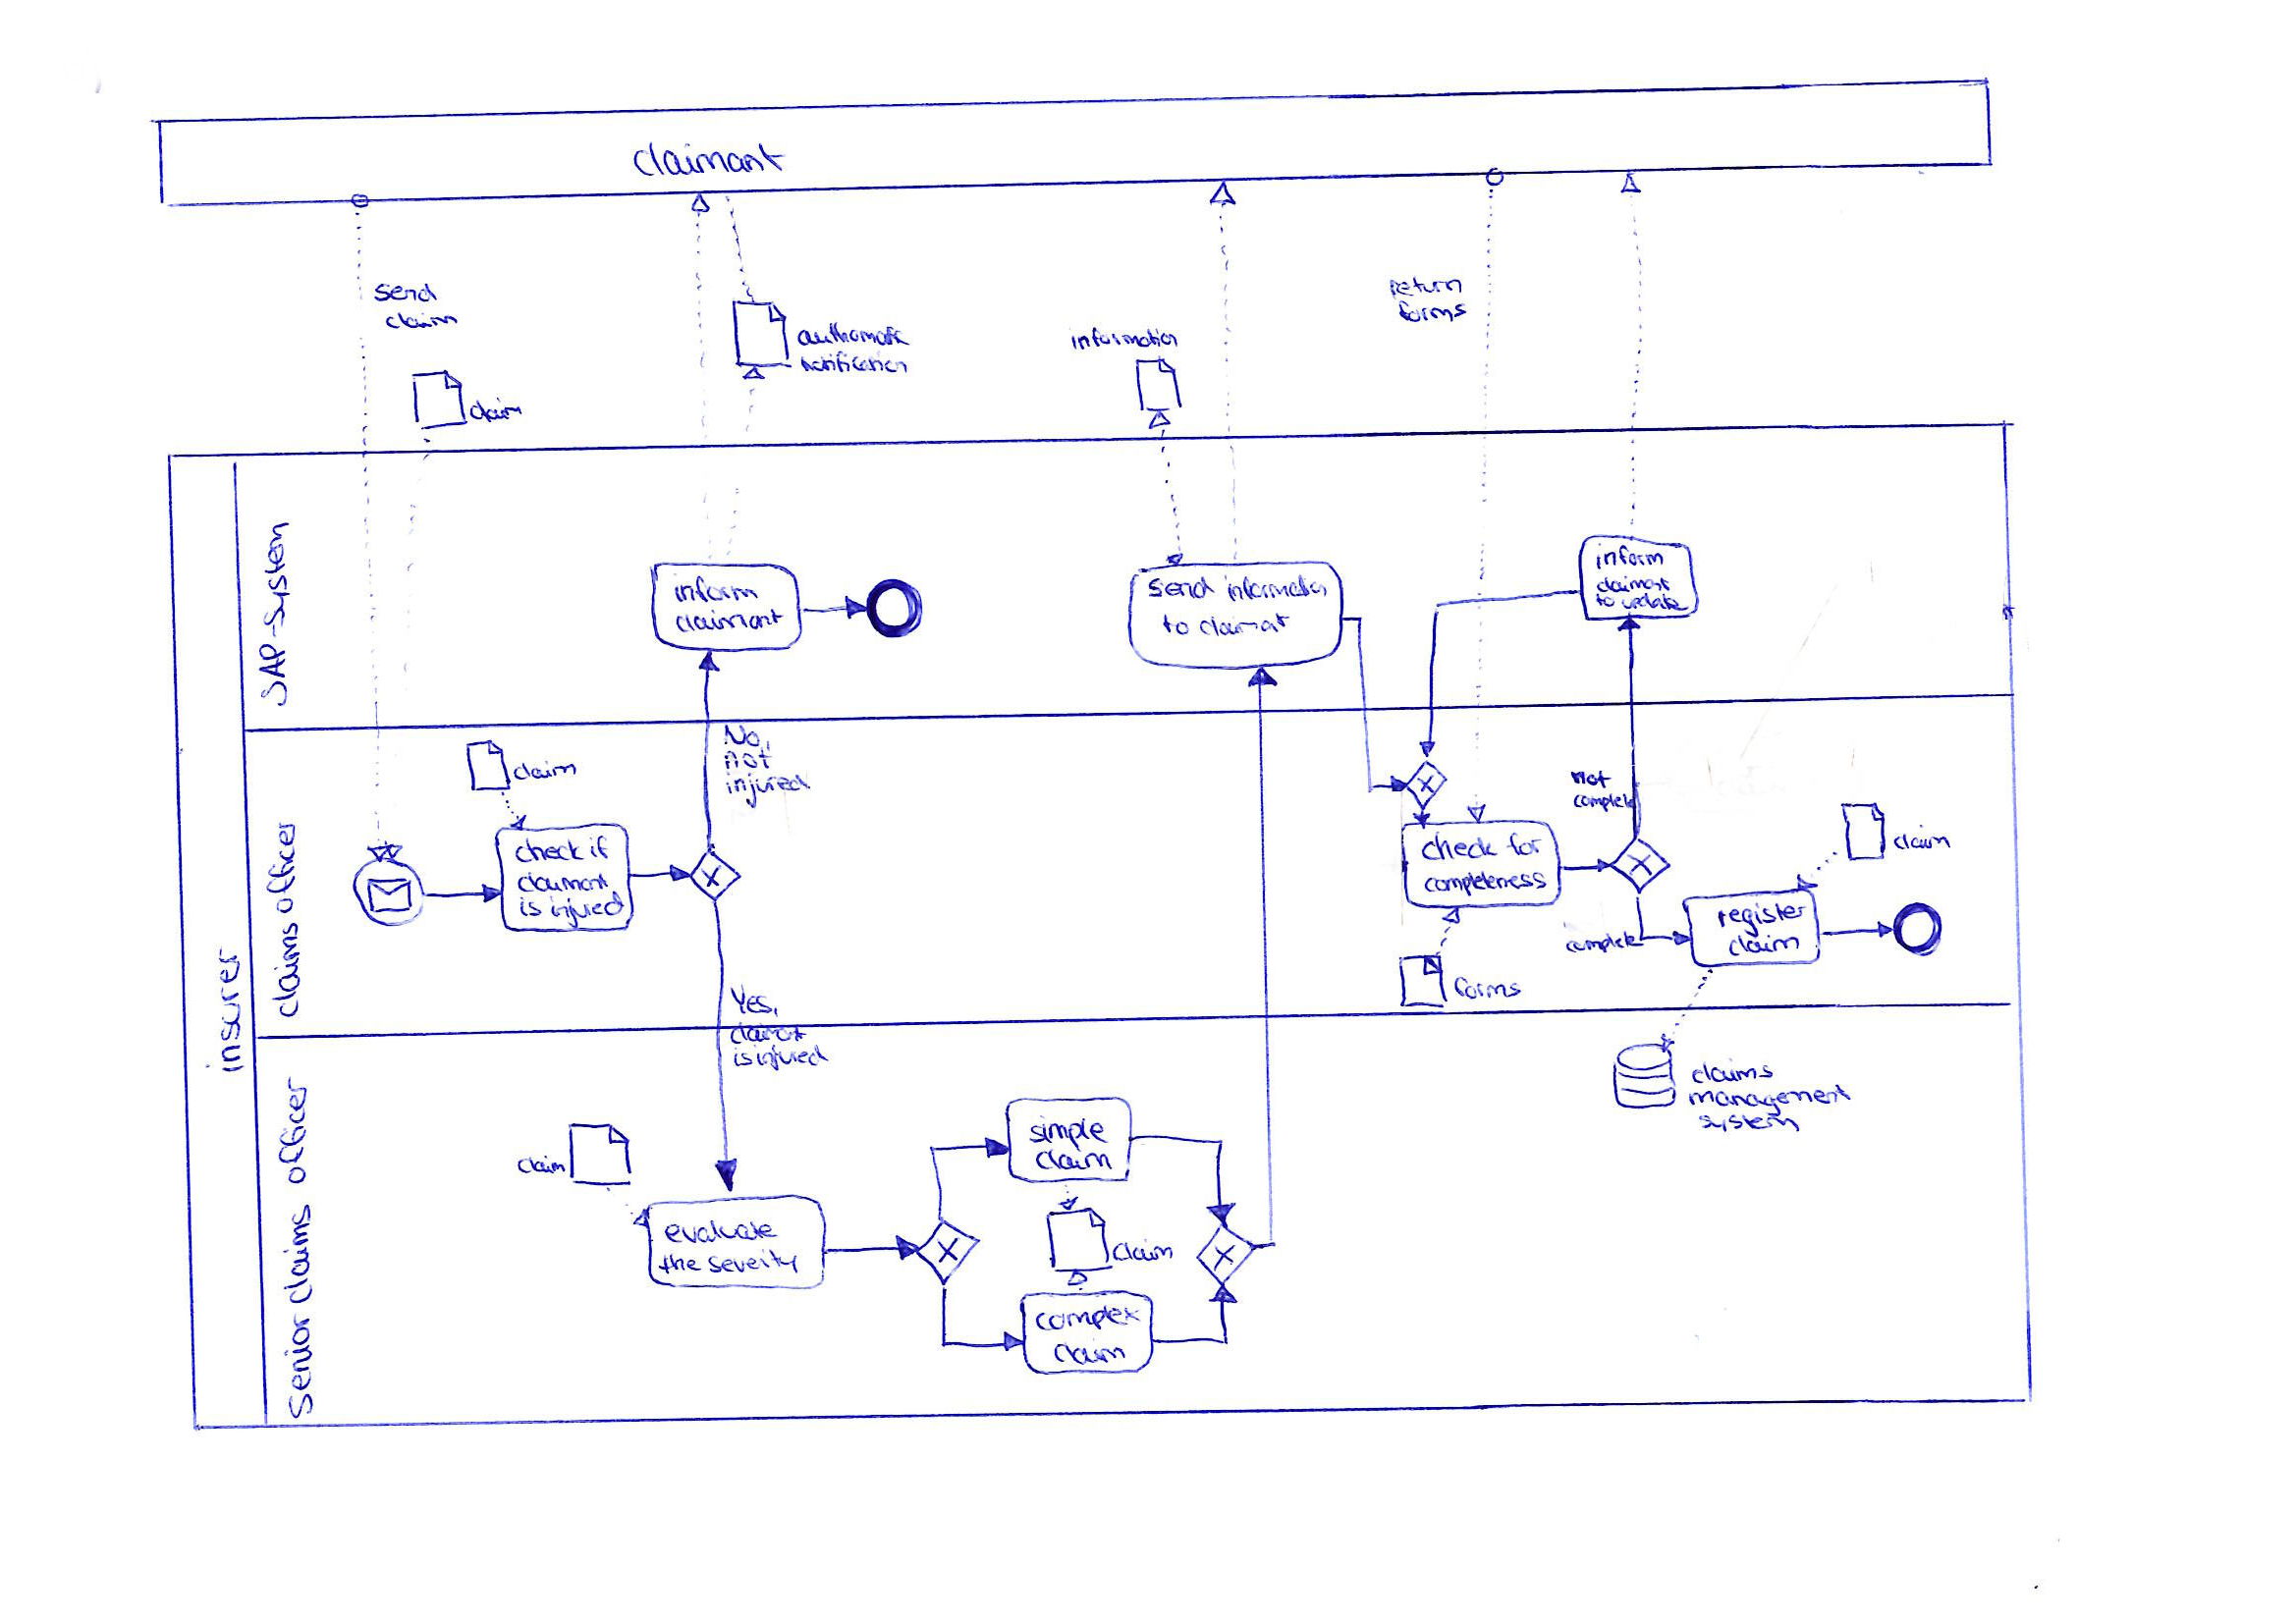 claimant
send
claim
claim
authomatic
notification
information
return
forms
insurer
SAP-System
inform
claimant
send information
to claimant
inform
claimant
to update
claims officer
claim
check if
claimant
is injured
No,
not
injured
Yes,
claimant
is injured
check for
completeness
forms
not
complete
complete
register
claim
claim
claims
management
system
Senior claims officer
claim
evaluate
the severity
simple
claim
claim
complex
claim